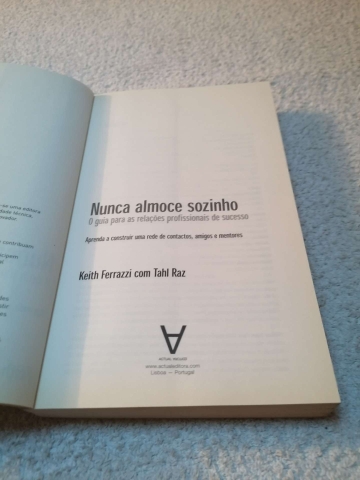 Nunca almoce sozinho
O guia para as relações profissionais de sucesso
Aprenda a construir uma rede de contactos, amigos e mentores
Keith Ferrazzi com Tahl Raz
www.actualeditora.com
Lisboa — Portugal